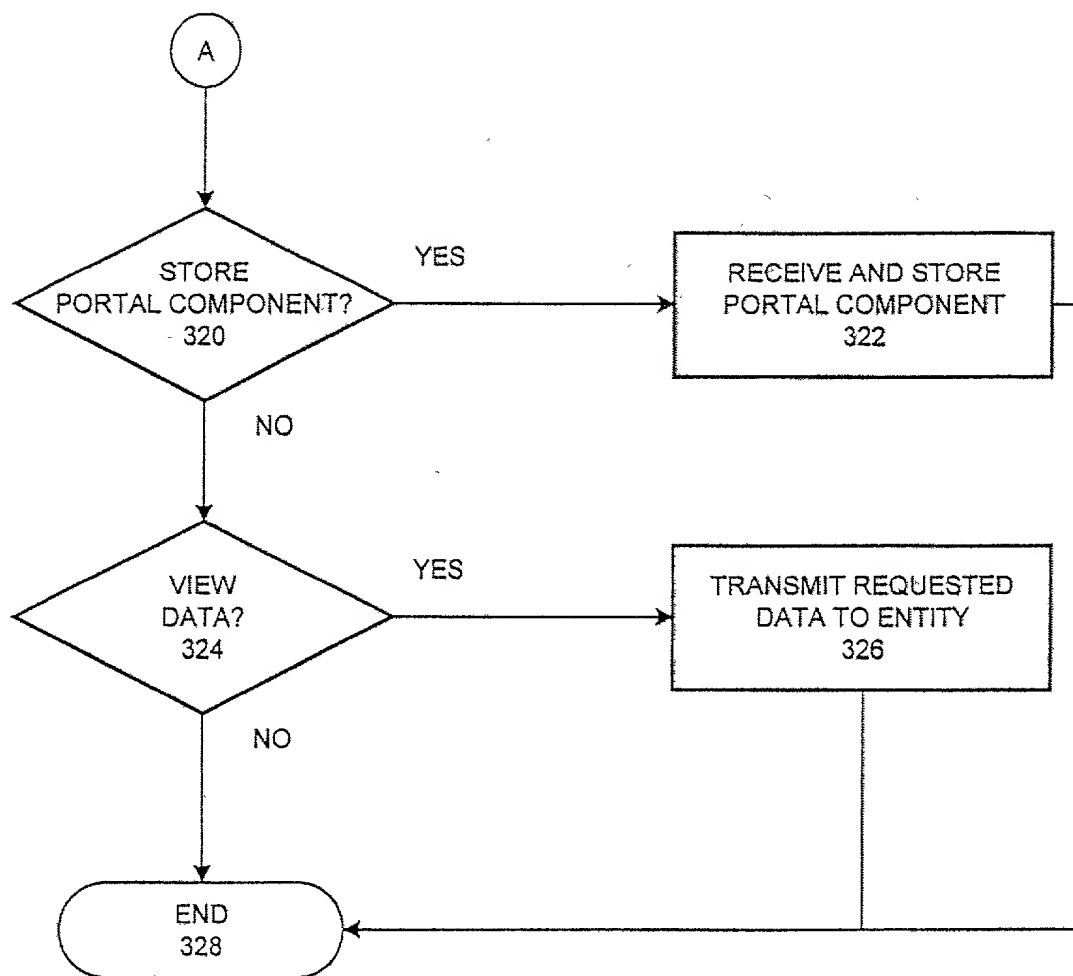 A
STORE
PORTAL COMPONENT?
320
YES
RECEIVE AND STORE
PORTAL COMPONENT
322
NO
VIEW
DATA?
324
YES
TRANSMIT REQUESTED
DATA TO ENTITY
326
NO
END
328